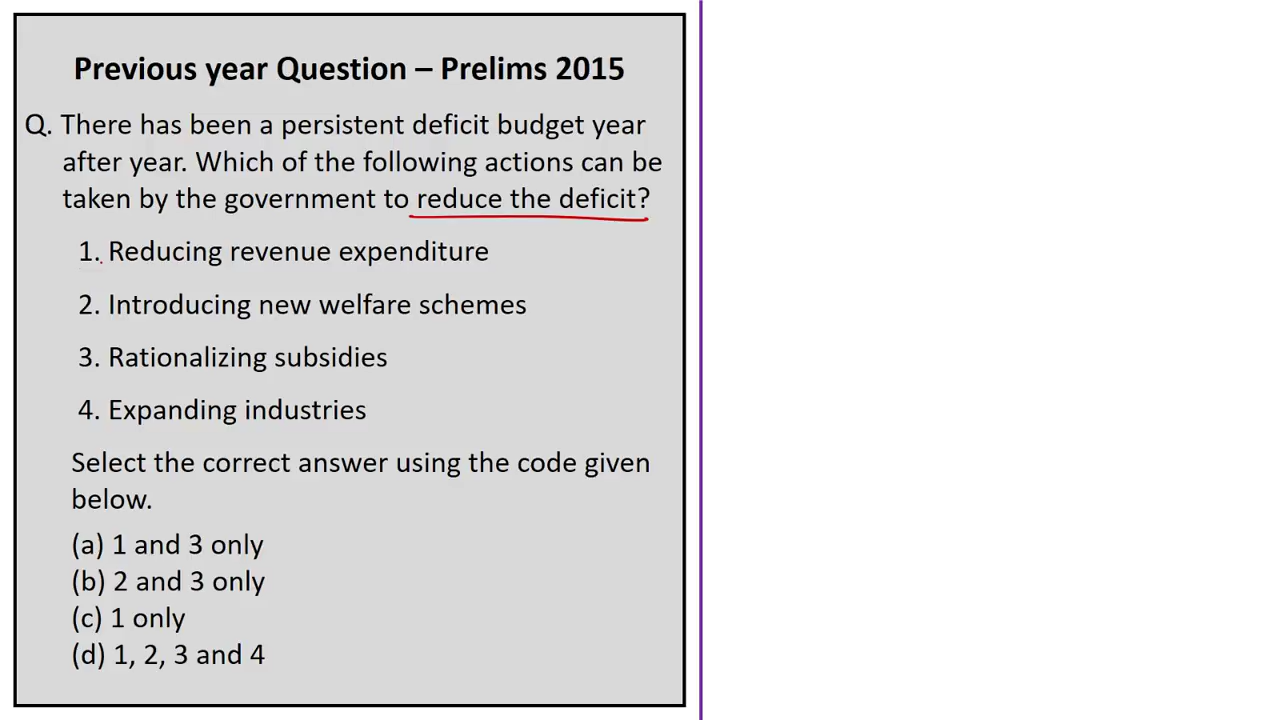 Previous year Question – Prelims 2015
Q. There has been a persistent deficit budget year
after year. Which of the following actions can be
taken by the government to reduce the deficit?
1. Reducing revenue expenditure
2. Introducing new welfare schemes
3. Rationalizing subsidies
4. Expanding industries
Select the correct answer using the code given
below.
(a) 1 and 3 only
(b) 2 and 3 only
(c) 1 only
(d) 1, 2, 3 and 4